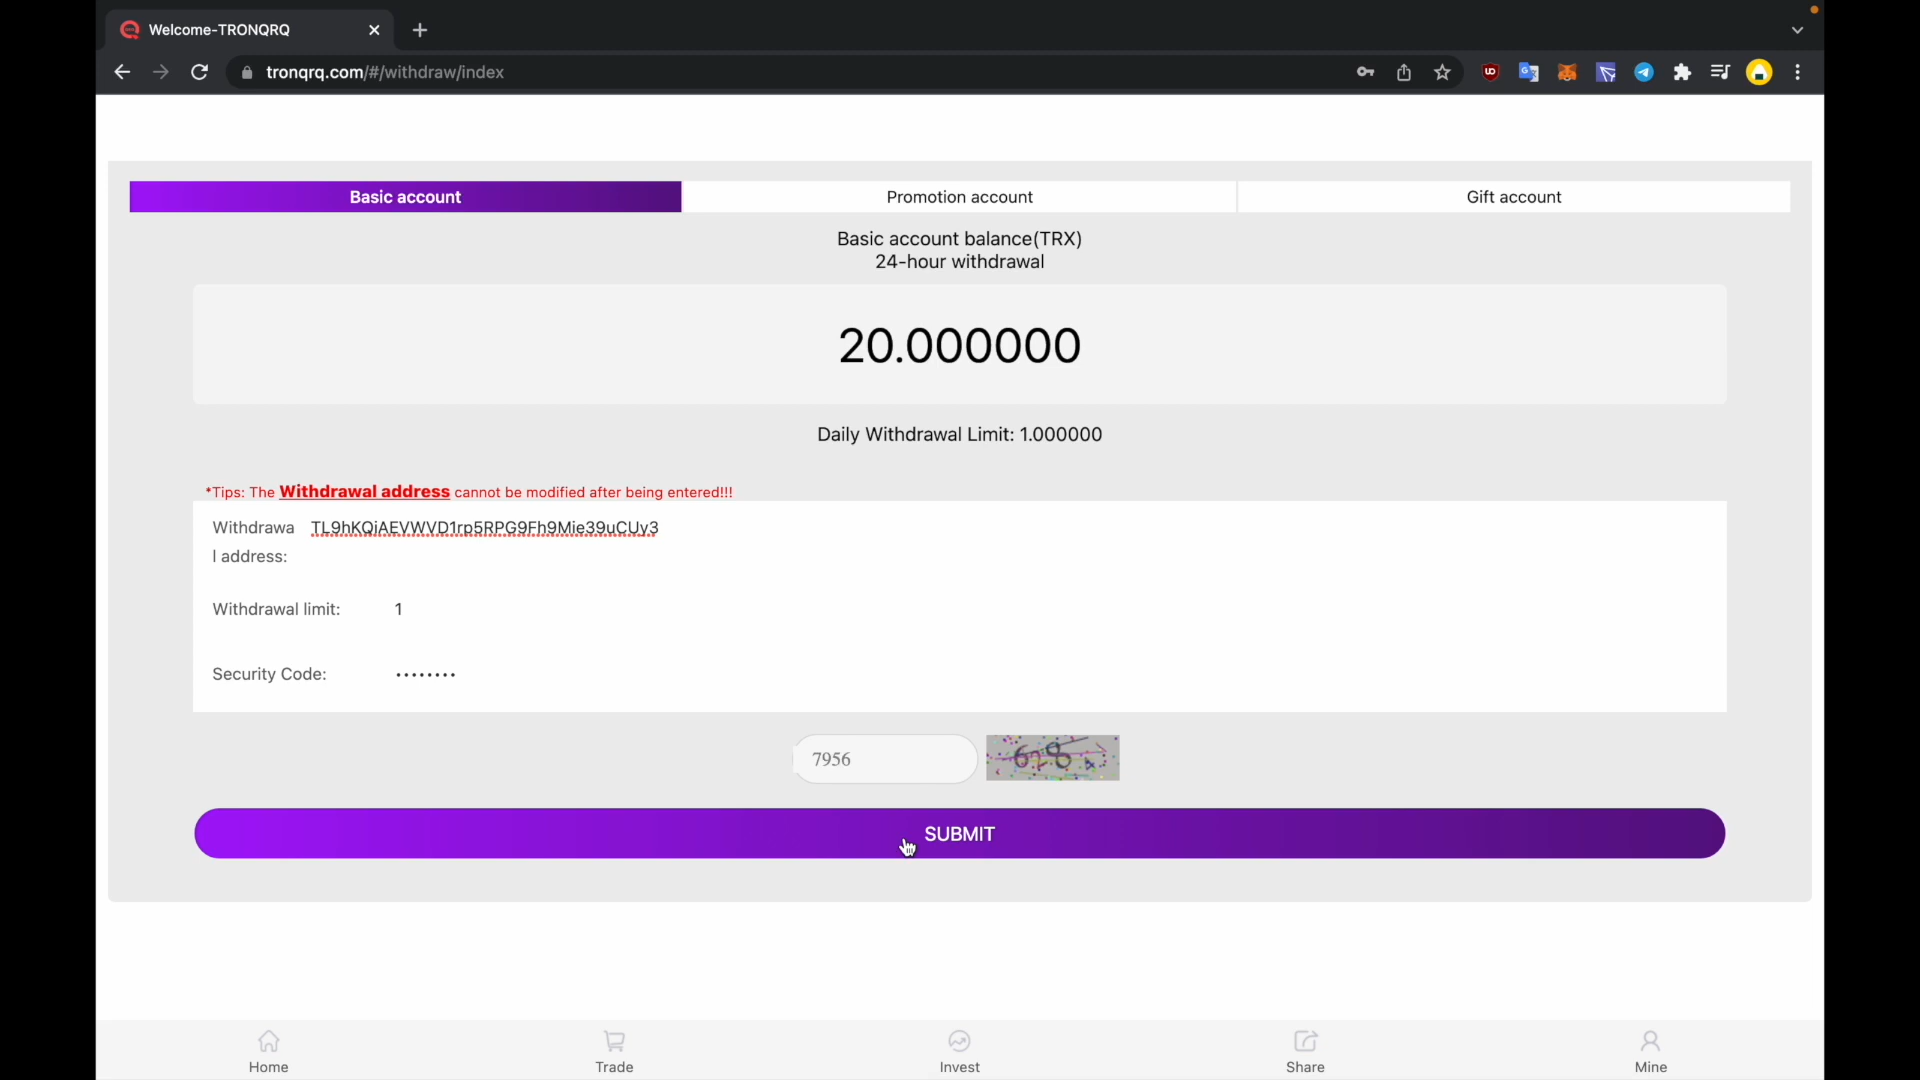 Welcome-TRONQRQ
tronqrq.com/#/withdraw/index
Basic account
Promotion account
Gift account
Basic account balance(TRX)
24-hour withdrawal
20.000000
Daily Withdrawal Limit: 1.000000
*Tips: The Withdrawal address cannot be modified after being entered!!!
Withdrawa TL9hKQiAEVWVD1rp5RPG9Fh9Mie39uCUy3
l address:
Withdrawal limit: 1
Security Code: ••••••••
7956
SUBMIT
Home
Trade
Invest
Share
Mine